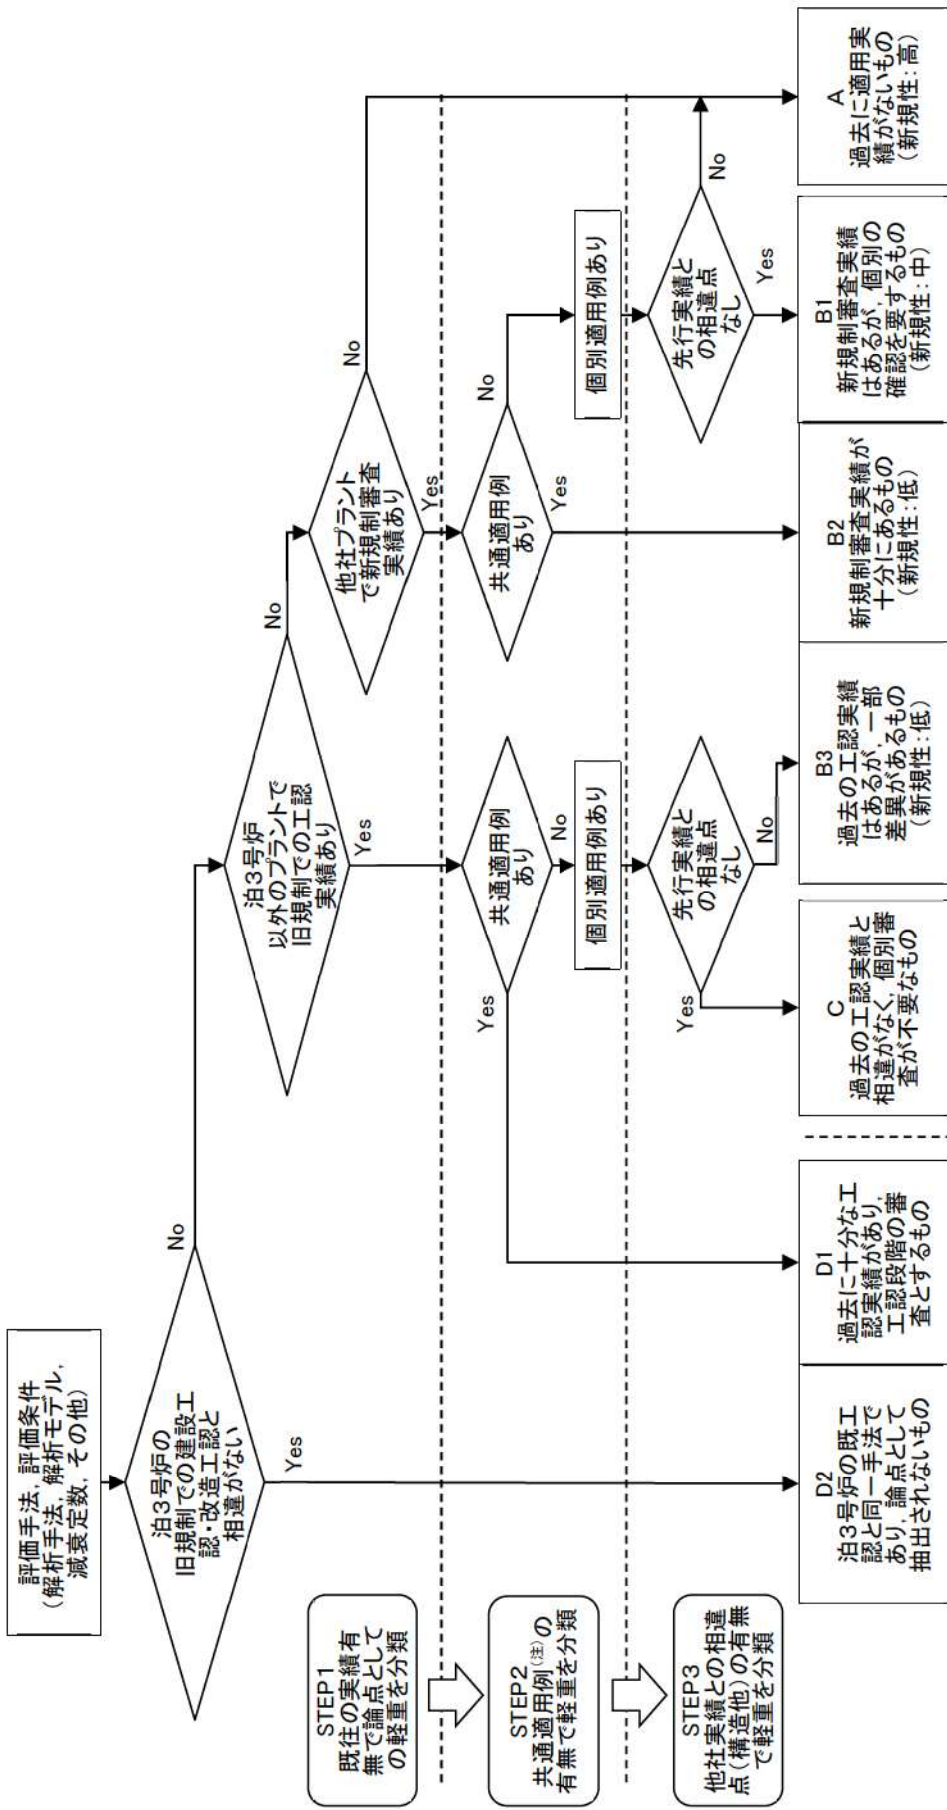 評価手法，評価条件
（解析手法，解析モデル，
減衰定数，その他）
泊3号炉の
旧規制での建設工
認・改造工認と
相違がない
No
Yes
泊3号炉
以外のプラントで
旧規制での工認
実績あり
No
Yes
他社プラント
で新規制審査
実績あり
No
Yes
STEP1
既往の実績有
無で論点として
の軽重を分類
STEP2
共通適用例(注)の
有無で軽重を分類
共通適用例
あり
Yes
No
個別適用例あり
共通適用例
あり
No
Yes
個別適用例あり
STEP3
他社実績との相違
点（構造他）の有無
で軽重を分類
先行実績と
の相違点
なし
Yes
No
先行実績と
の相違点
なし
No
Yes
D2
泊3号炉の既工
認と同一手法で
あり，論点として
抽出されないもの
D1
過去に十分な工
認実績があり，
工認段階の審
査とするもの
C
過去の工認実績と
相違がなく，個別審
査が不要なもの
B3
過去の工認実績
はあるが，一部
差異があるもの
（新規性：低）
B2
新規制審査実績が
十分にあるもの
（新規性：低）
B1
新規制審査実績
はあるが，個別の
確認を要するもの
（新規性：中）
A
過去に適用実
績がないもの
（新規性：高）